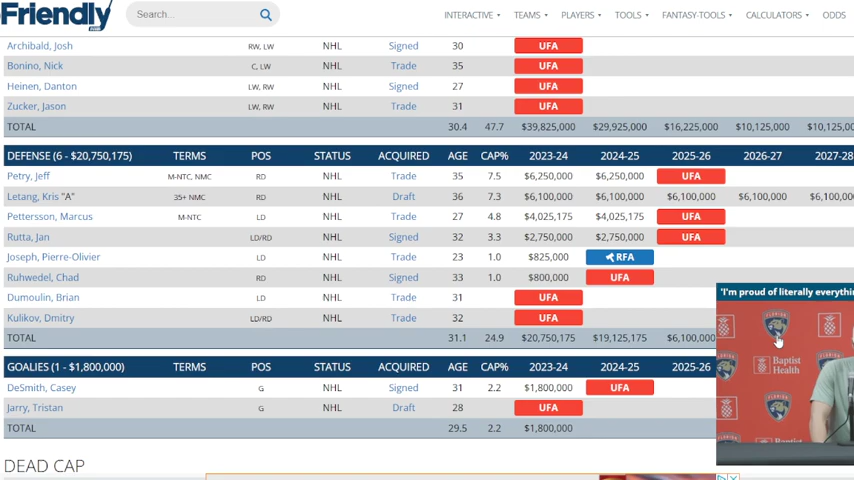 Friendly Search... INTERACTIVE TEAMS PLAYERS TOOLS FANTASY-TOOLS CALCULATORS ODDS
Archibald, Josh RW, LW NHL Signed 30 UFA
Bonino, Nick C, LW NHL Trade 35 UFA
Heinen, Danton LW, RW NHL Signed 27 UFA
Zucker, Jason LW, RW NHL Trade 31 UFA
TOTAL 30.4 47.7 $39,825,000 $29,925,000 $16,225,000 $10,125,000 $10,125,00
DEFENSE (6 - $20,750,175) TERMS POS STATUS ACQUIRED AGE CAP% 2023-24 2024-25 2025-26 2026-27 2027-28
Petry, Jeff M-NTC, NMC RD NHL Trade 35 7.5 $6,250,000 $6,250,000 UFA
Letang, Kris "A" 35+ NMC RD NHL Draft 36 7.3 $6,100,000 $6,100,000 $6,100,000 $6,100,000 $6,100,00
Pettersson, Marcus M-NTC LD NHL Trade 27 4.8 $4,025,175 $4,025,175 UFA
Rutta, Jan LD/RD NHL Signed 32 3.3 $2,750,000 $2,750,000 UFA
Joseph, Pierre-Olivier LD NHL Trade 23 1.0 $825,000 RFA
Ruhwedel, Chad RD NHL Signed 33 1.0 $800,000 UFA
Dumoulin, Brian LD NHL Trade 31 UFA
Kulikov, Dmitry LD/RD NHL Trade 32 UFA
TOTAL 31.1 24.9 $20,750,175 $19,125,175 $6,100,000
GOALIES (1 - $1,800,000) TERMS POS STATUS ACQUIRED AGE CAP% 2023-24 2024-25 2025-26
DeSmith, Casey G NHL Signed 31 2.2 $1,800,000 UFA
Jarry, Tristan G NHL Draft 28 UFA
TOTAL 29.5 2.2 $1,800,000
DEAD CAP
'I'm proud of literally everythin
Baptist
Health
Baptist